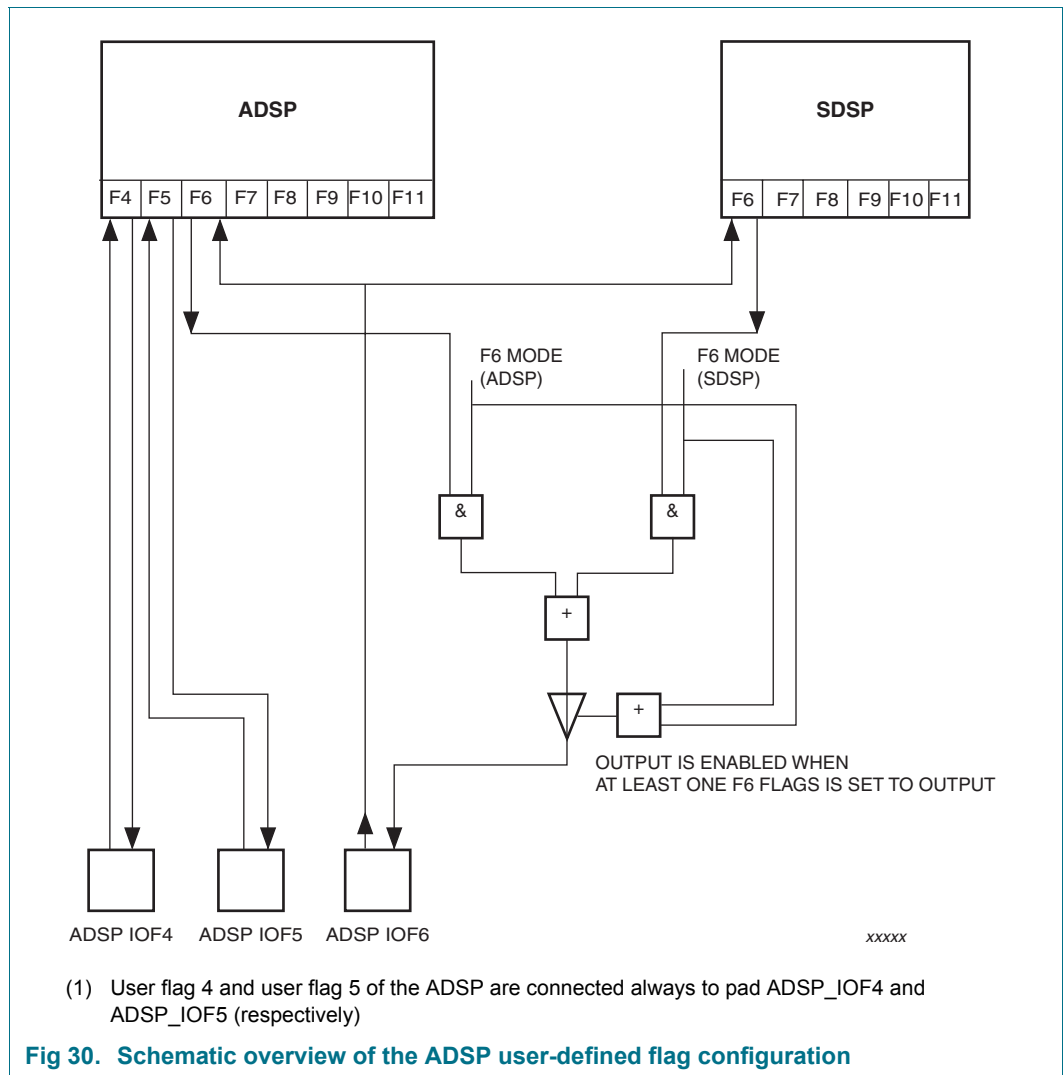 ADSP
SDSP
F4 F5 F6 F7 F8 F9 F10 F11
F6 F7 F8 F9 F10 F11
F6 MODE
(ADSP)
F6 MODE
(SDSP)
&
&
+
+
OUTPUT IS ENABLED WHEN
AT LEAST ONE F6 FLAGS IS SET TO OUTPUT
ADSP IOF4
ADSP IOF5
ADSP IOF6
xxxxx
(1) User flag 4 and user flag 5 of the ADSP are connected always to pad ADSP_IOF4 and
ADSP_IOF5 (respectively)
Fig 30. Schematic overview of the ADSP user-defined flag configuration